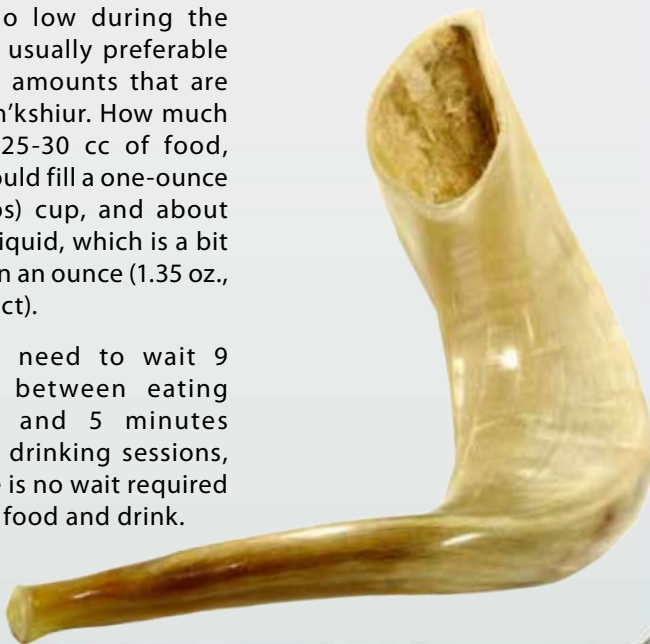 o low during the
usually preferable
amounts that are
n'kshiur. How much
25-30 cc of food,
ould fill a one-ounce
os) cup, and about
iquid, which is a bit
n an ounce (1.35 oz.,
ct).
need to wait 9
between eating
and 5 minutes
drinking sessions,
is no wait required
food and drink.